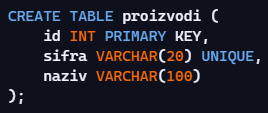 CREATE TABLE proizvodi (
    id INT PRIMARY KEY,
    sifra VARCHAR(20) UNIQUE,
    naziv VARCHAR(100)
);